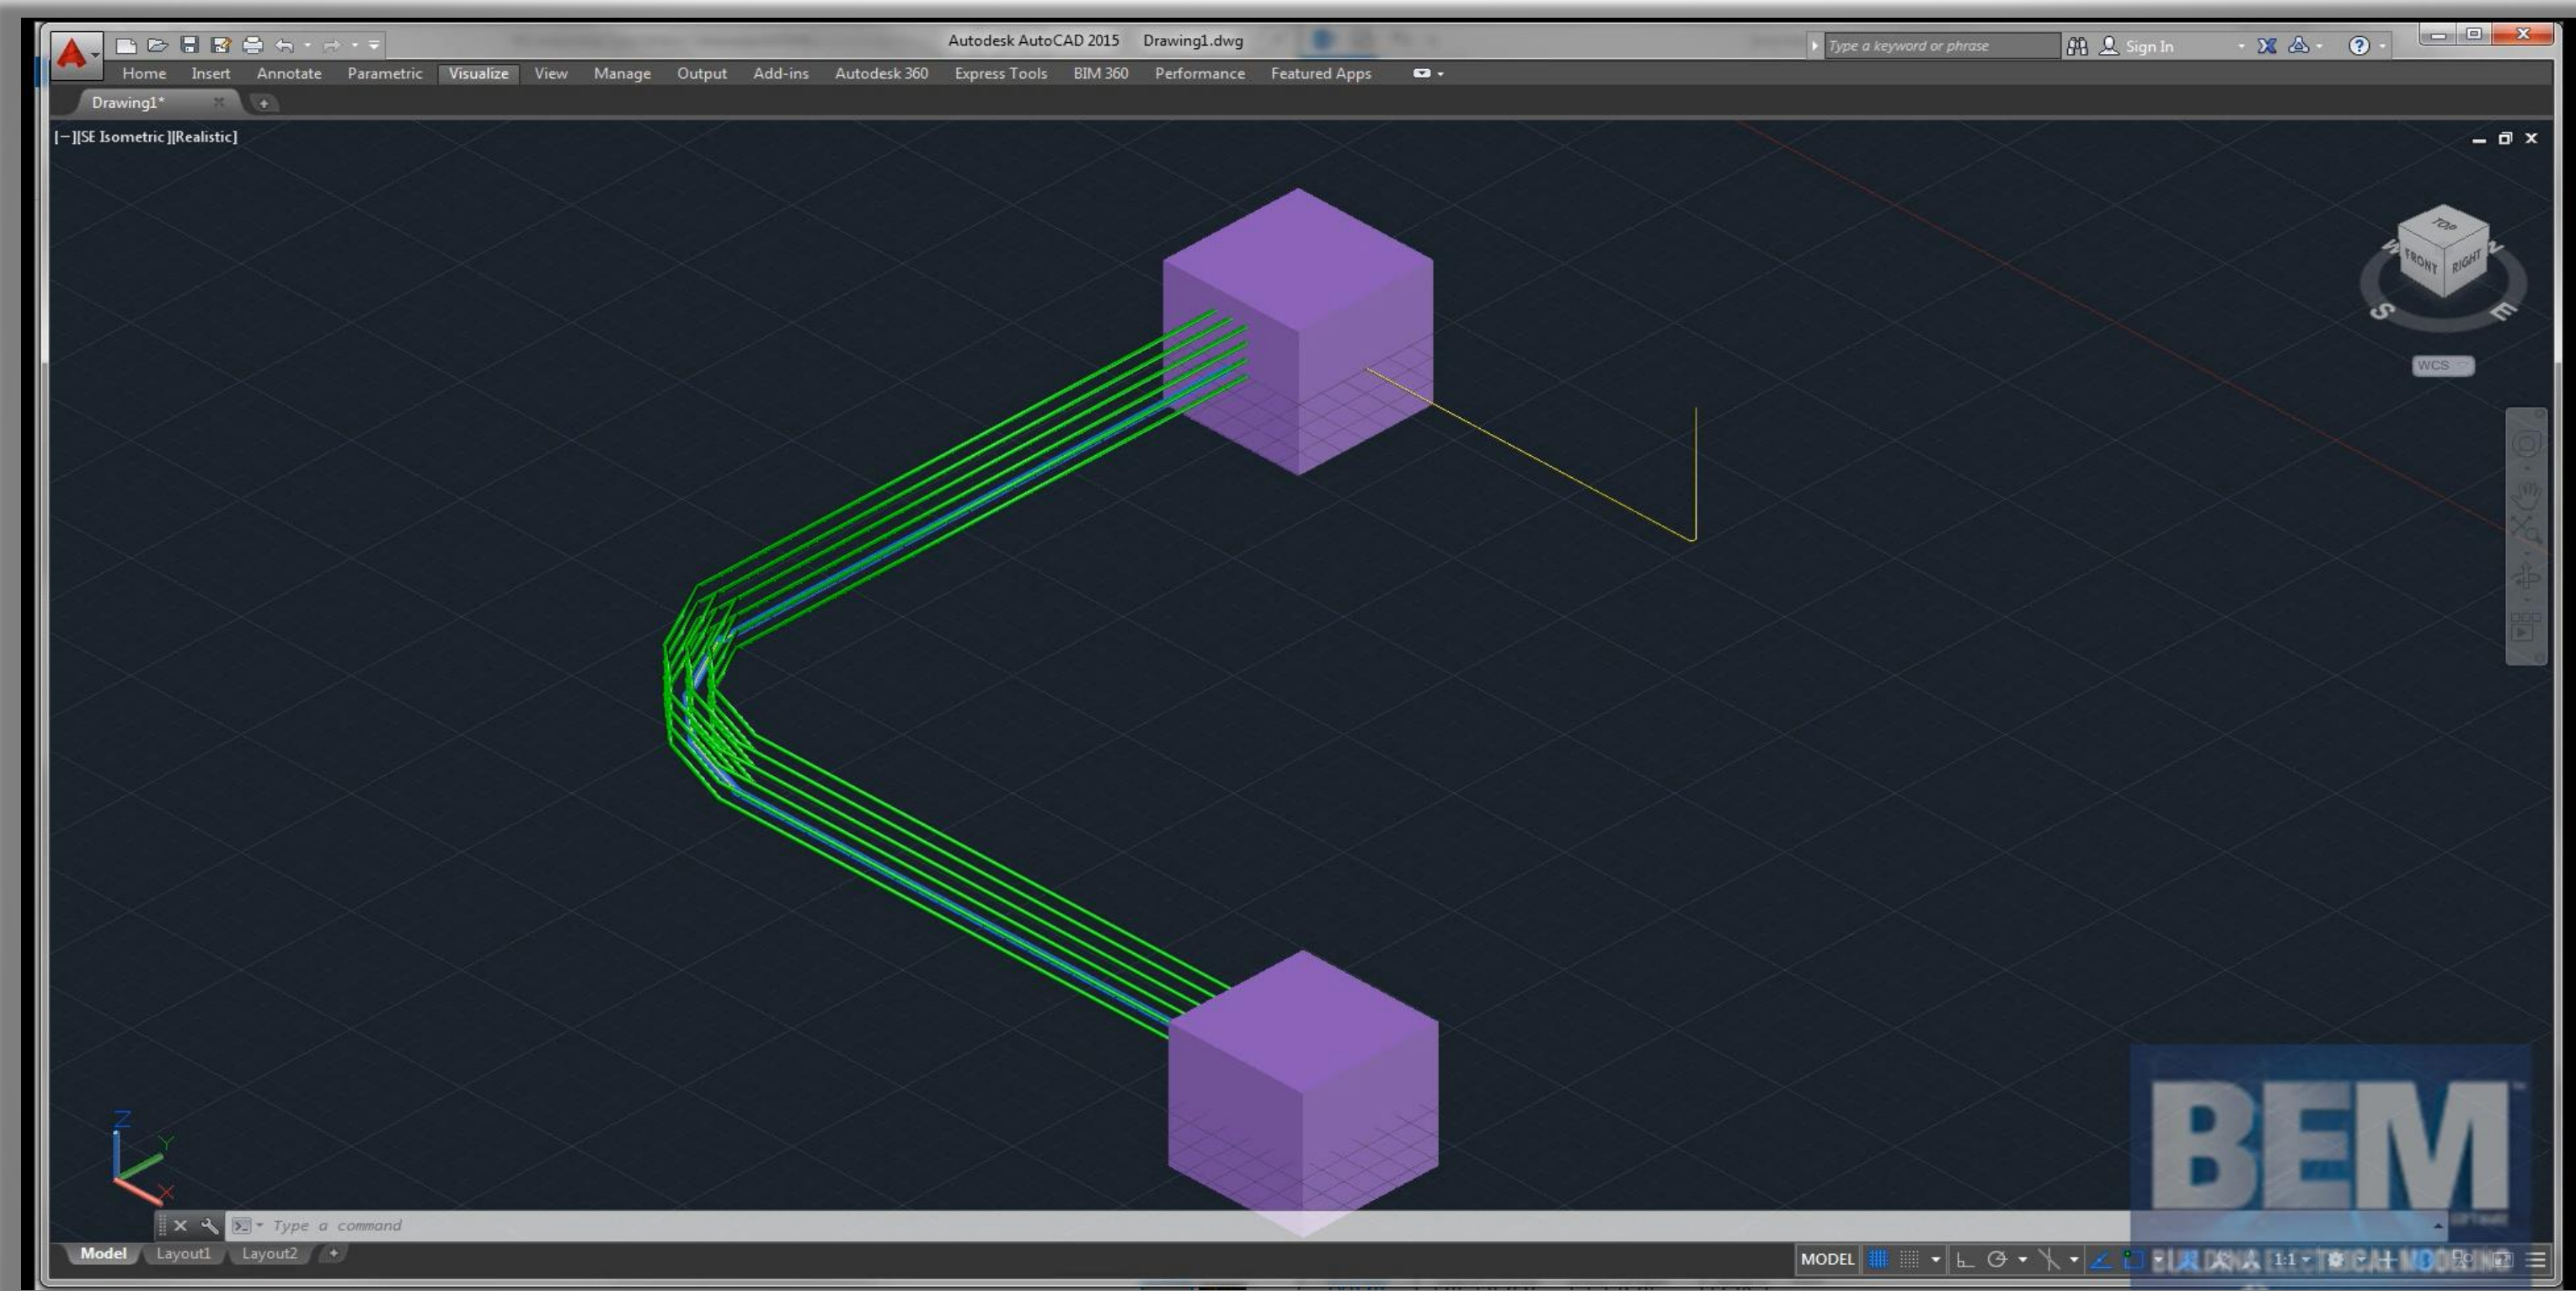 Autodesk AutoCAD 2015 Drawing1.dwg
Type a keyword or phrase
Sign In
Home Insert Annotate Parametric Visualize View Manage Output Add-ins Autodesk 360 Express Tools BIM 360 Performance Featured Apps
Drawing1*
[−][SE Isometric][Realistic]
TOP
FRONT RIGHT
W N
S E
WCS
Z
Y
X
BEM
Type a command
Model Layout1 Layout2
MODEL
1:1